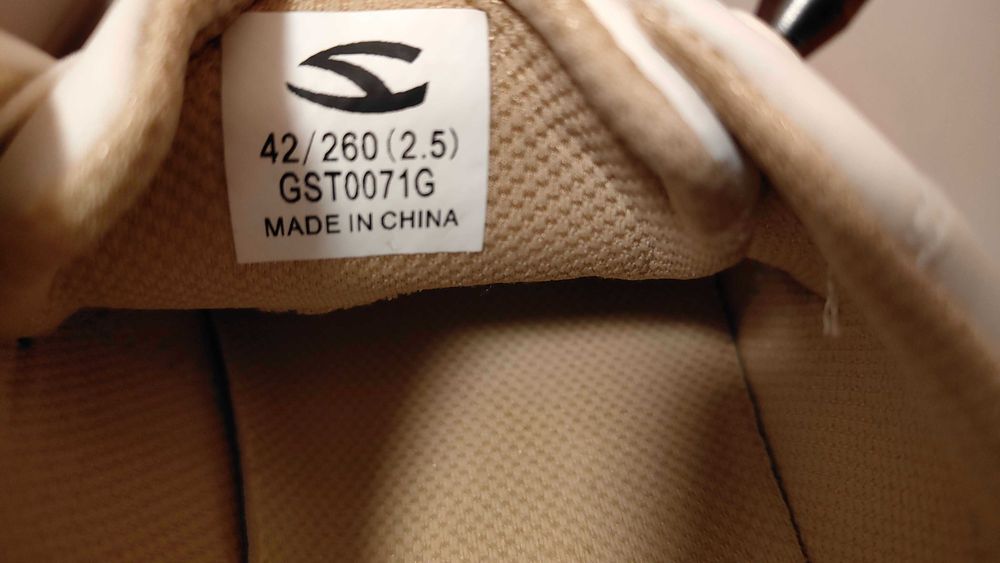 42/260(2.5)
GST0071G
MADE IN CHINA